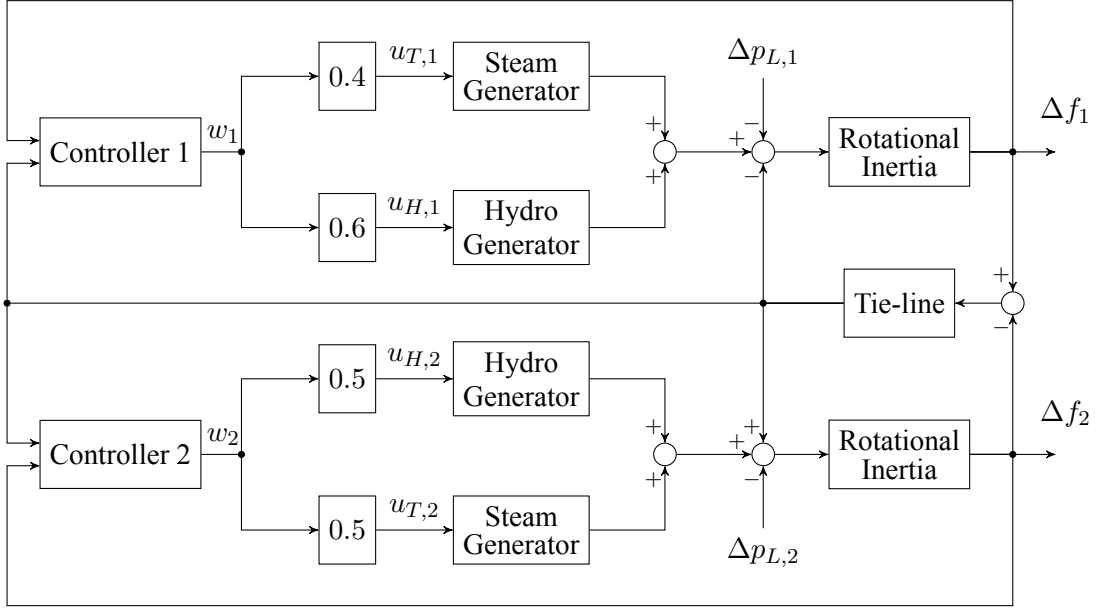 Δp_{L,1}
u_{T,1}
0.4
Steam
Generator
Δf_1
Controller 1
w_1
+
+
+
−
−
Rotational
Inertia
u_{H,1}
0.6
Hydro
Generator
+
−
Tie-line
u_{H,2}
0.5
Hydro
Generator
Δf_2
Controller 2
w_2
+
+
+
+
−
Rotational
Inertia
u_{T,2}
0.5
Steam
Generator
Δp_{L,2}